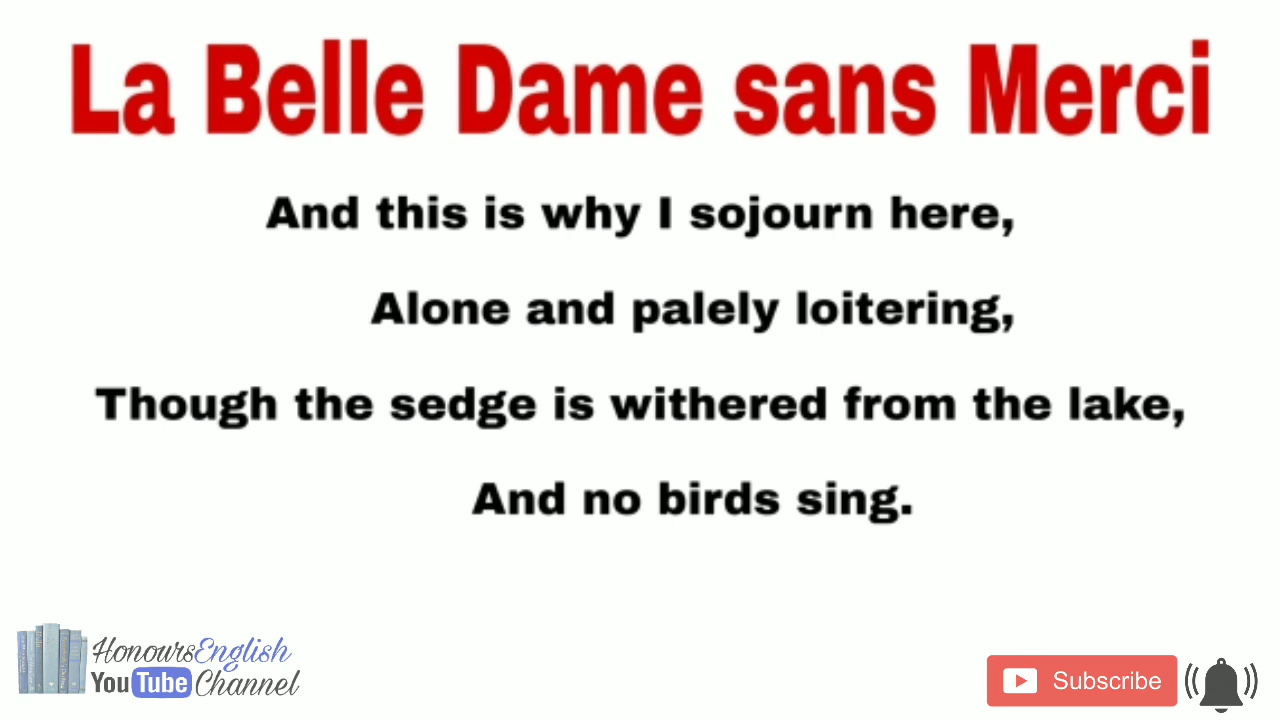 La Belle Dame sans Merci
And this is why I sojourn here,
Alone and palely loitering,
Though the sedge is withered from the lake,
And no birds sing.
HonoursEnglish
YouTube Channel
Subscribe